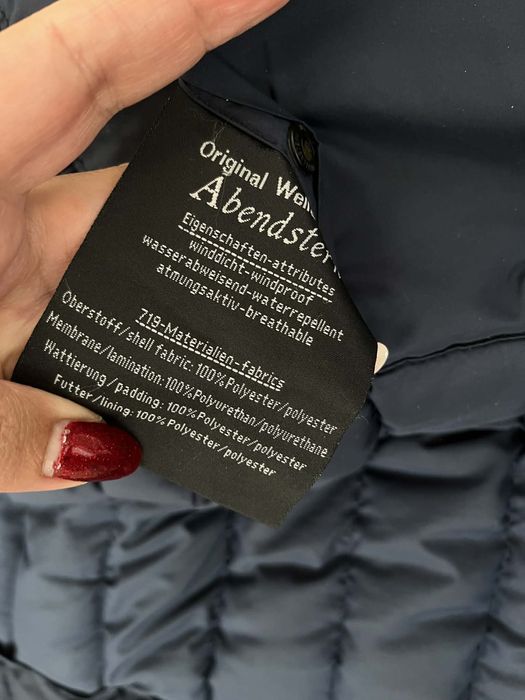 Original
Abendster
Eigenschaften-attributes
winddicht-windproof
wasserabweisend-waterrepellent
atmungsaktiv-breathable
719-Materialien-fabrics
Oberstoff/shell fabric: 100%Polyester/polyester
Membrane/lamination:100%Polyurethan/polyurethane
Wattierung/padding: 100%Polyester/polyester
Futter/lining: 100%Polyester/polyester